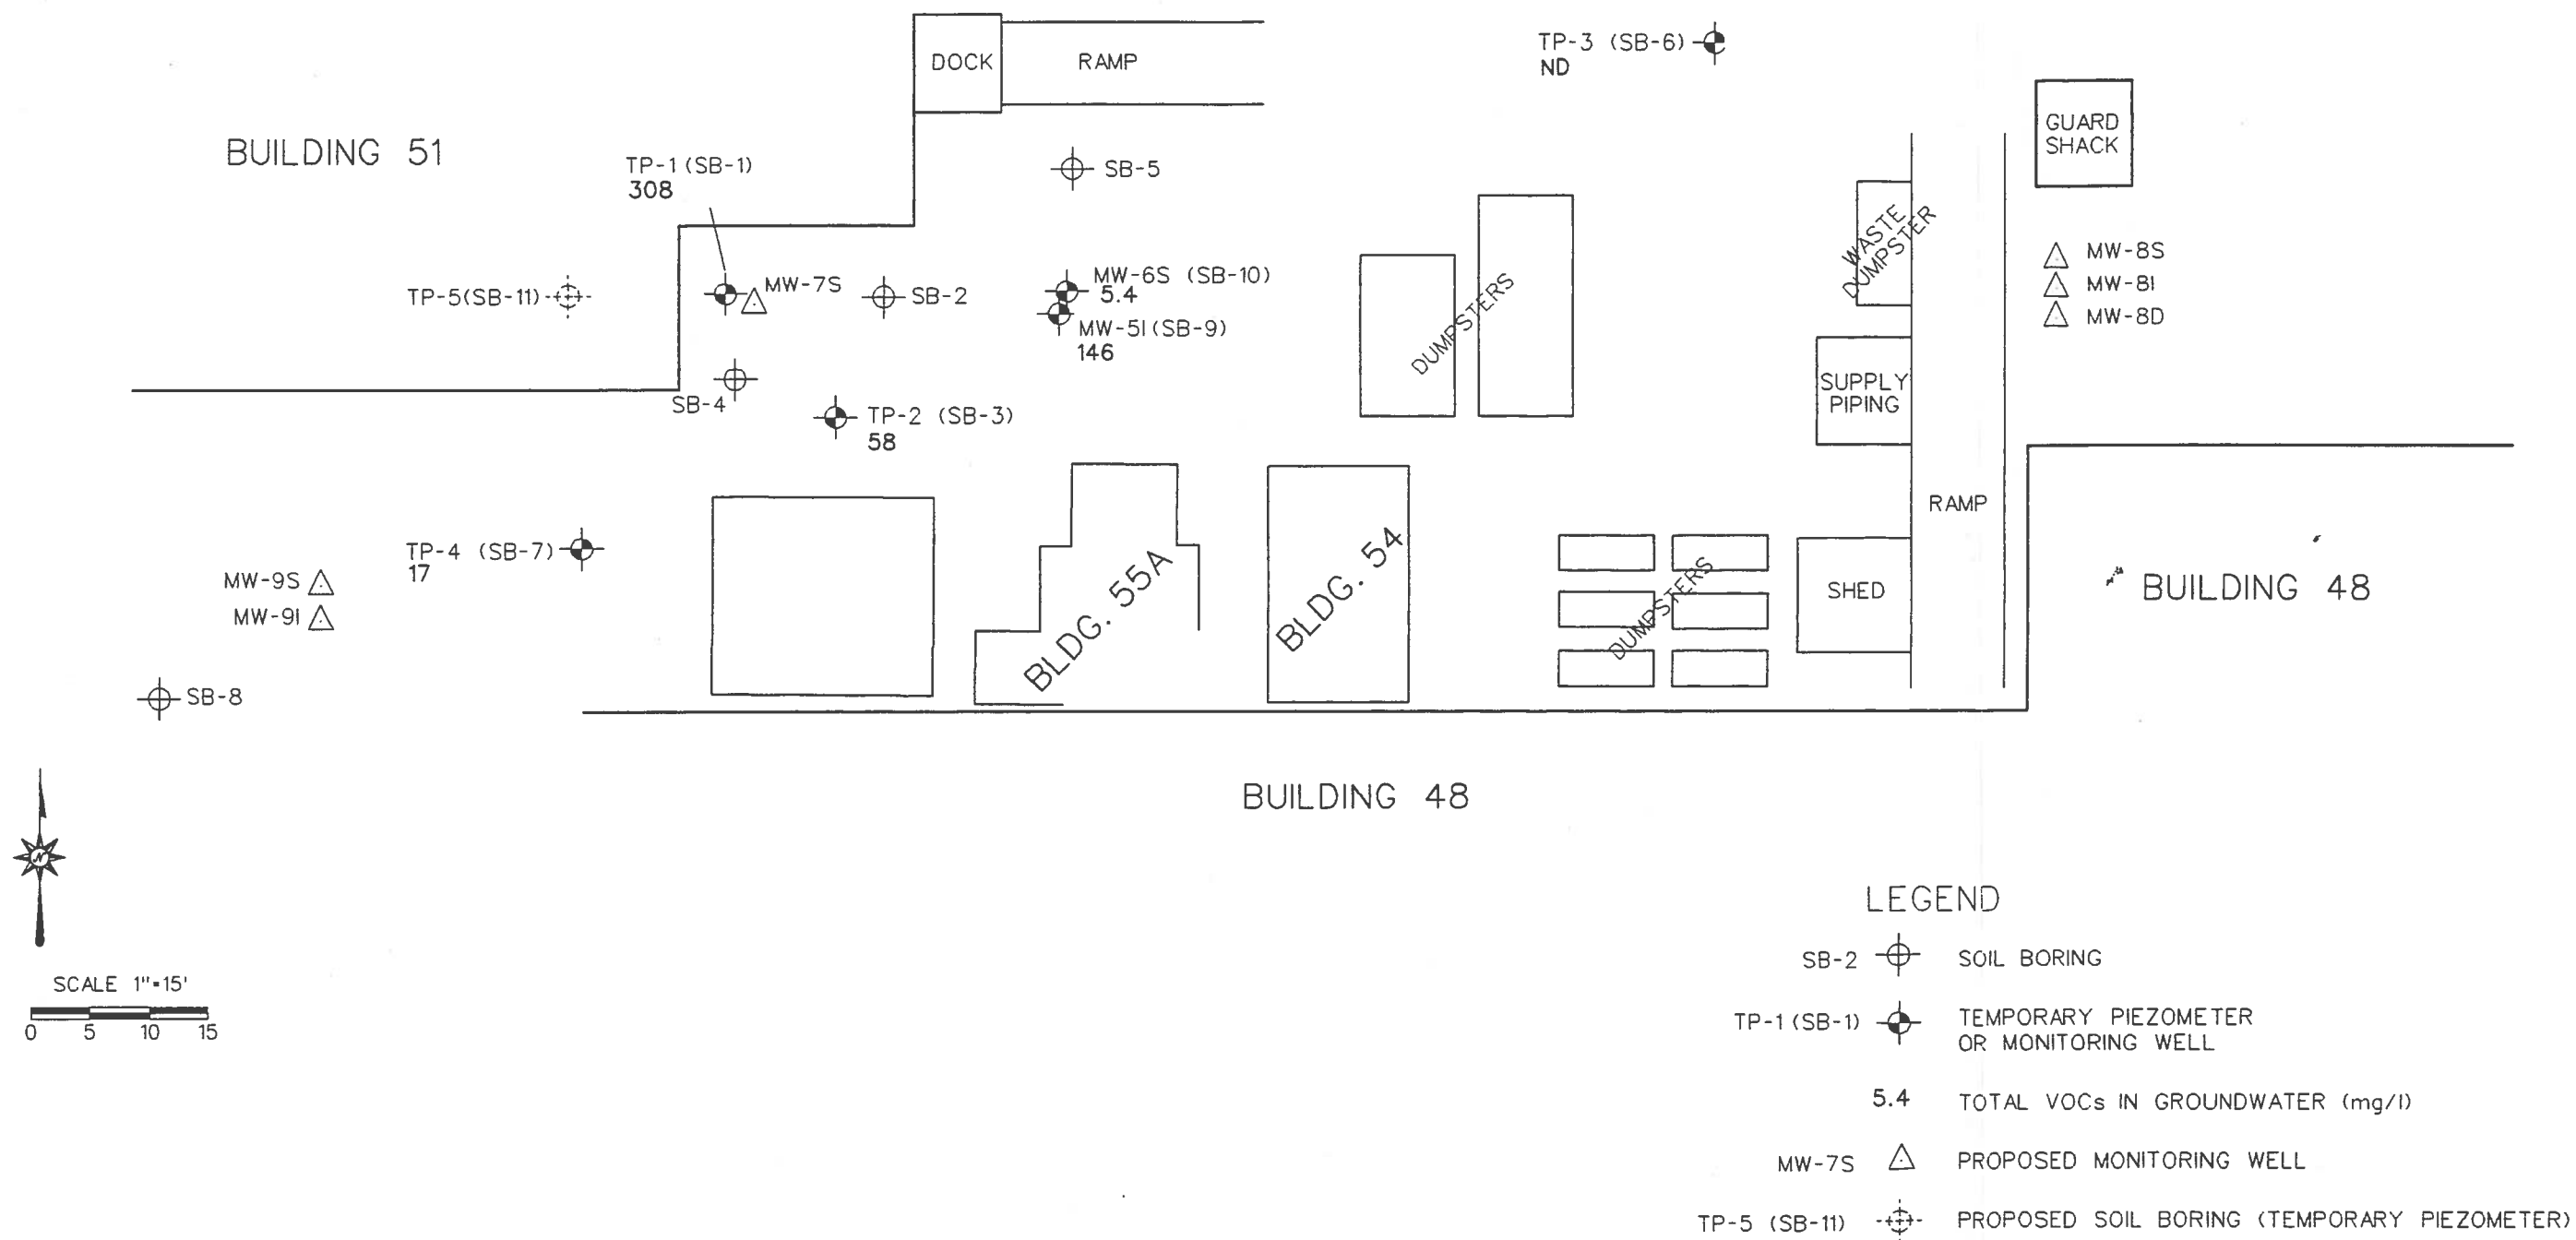 DOCK
RAMP
TP-3 (SB-6)
ND
GUARD
SHACK
BUILDING 51
TP-1 (SB-1)
308
SB-5
WASTE
DUMPSTER
MW-8S
MW-8I
MW-8D
TP-5(SB-11)
MW-7S
SB-2
MW-6S (SB-10)
5.4
MW-5I(SB-9)
146
DUMPSTERS
SUPPLY
PIPING
SB-4
TP-2 (SB-3)
58
RAMP
TP-4 (SB-7)
17
MW-9S
MW-9I
BLDG. 55A
BLDG. 54
DUMPSTERS
SHED
BUILDING 48
SB-8
BUILDING 48
N
SCALE 1"=15'
0 5 10 15
LEGEND
SB-2 SOIL BORING
TP-1 (SB-1) TEMPORARY PIEZOMETER
OR MONITORING WELL
5.4 TOTAL VOCs IN GROUNDWATER (mg/l)
MW-7S PROPOSED MONITORING WELL
TP-5 (SB-11) PROPOSED SOIL BORING (TEMPORARY PIEZOMETER)